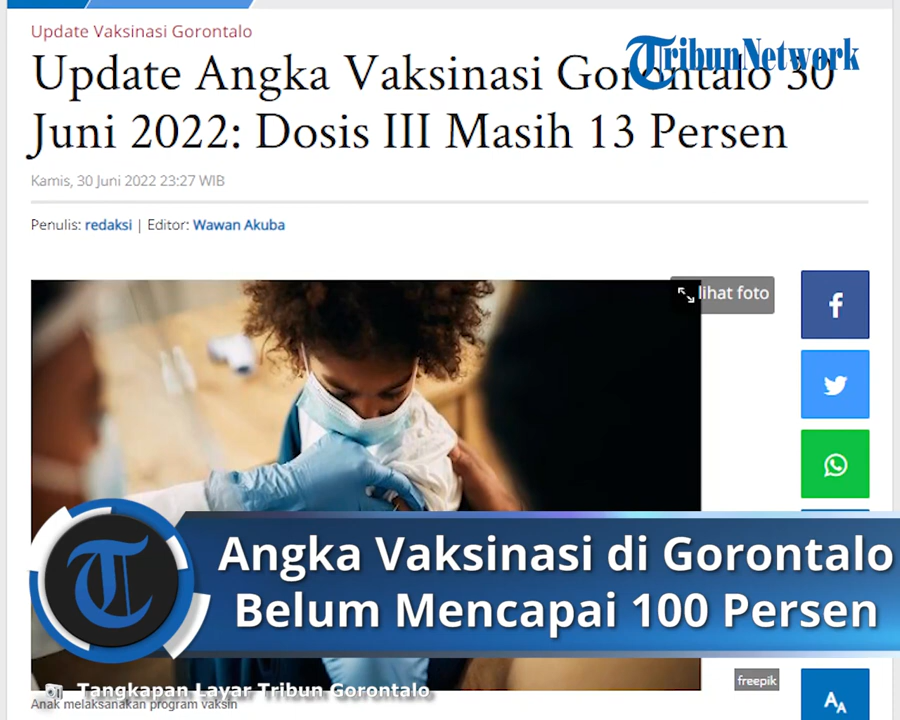 Update Vaksinasi Gorontalo
TribunNetwork
Update Angka Vaksinasi Gorontalo 30
Juni 2022: Dosis III Masih 13 Persen
Kamis, 30 Juni 2022 23:27 WIB
Penulis: redaksi | Editor: Wawan Akuba
lihat foto
f
Angka Vaksinasi di Gorontalo
Belum Mencapai 100 Persen
T
freepik
Tangkapan Layar Tribun Gorontalo
Anak melaksanakan program vaksin
AA